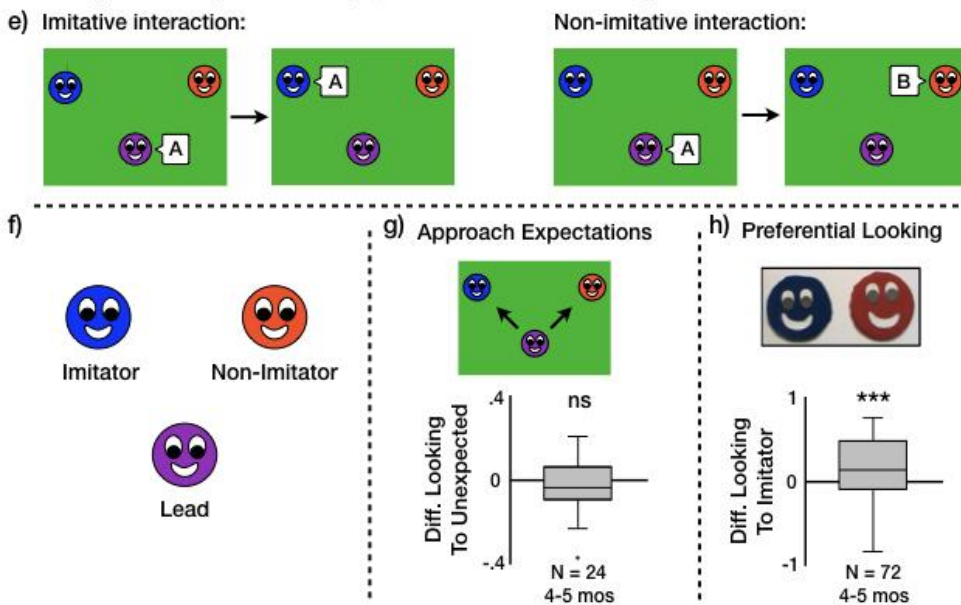 e) Imitative interaction:
Non-imitative interaction:
A
A
A
B
f)
Imitator
Non-Imitator
Lead
g) Approach Expectations
Diff. Looking
To Unexpected
.4
0
-.4
ns
N = 24
4-5 mos
h) Preferential Looking
Diff. Looking
To Imitator
1
0
-1
***
N = 72
4-5 mos